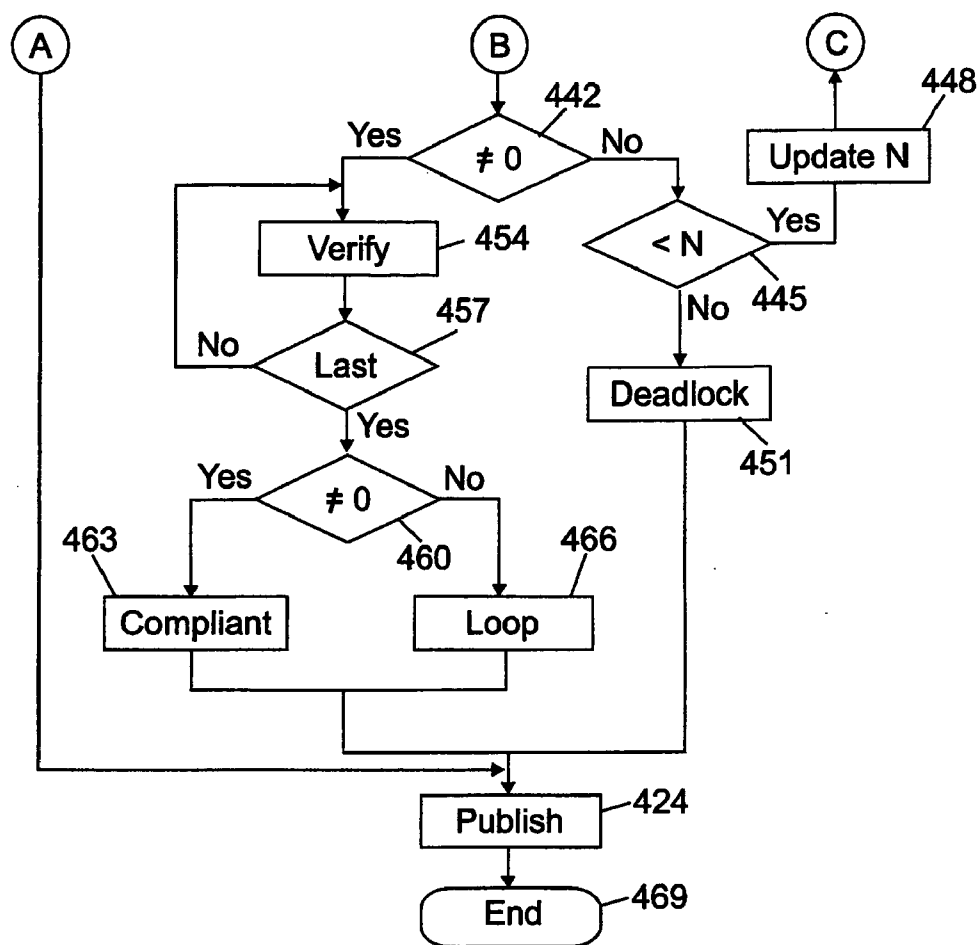 A
B
C
442
448
Yes
≠ 0
No
Update N
Verify
454
< N
Yes
445
457
No
No
Last
Deadlock
Yes
451
Yes
≠ 0
No
463
460
466
Compliant
Loop
424
Publish
End
469